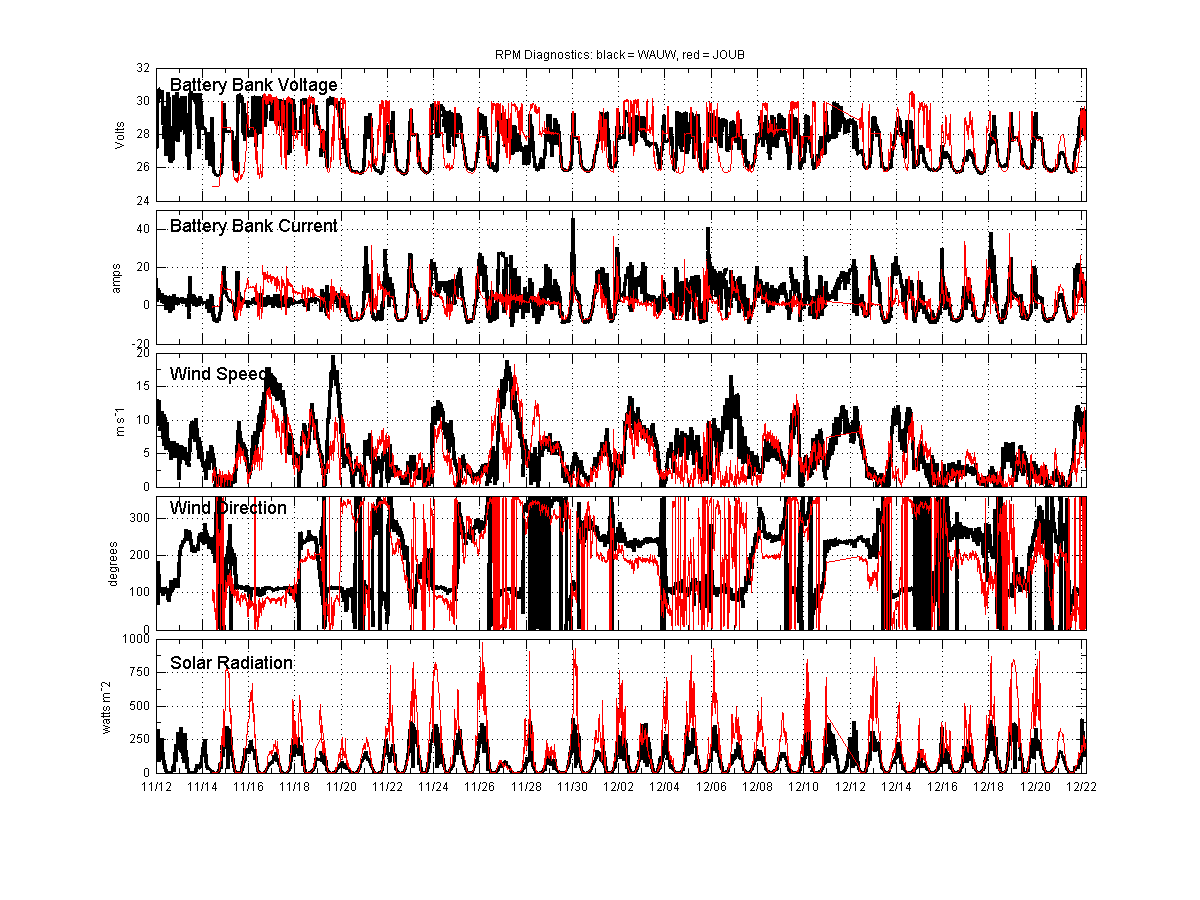 RPM Diagnostics: black = WAUW, red = JOUB
Battery Bank Voltage
Volts
32
30
28
26
24
Battery Bank Current
amps
40
20
0
-20
Wind Speed
m s^-1
20
15
10
5
0
Wind Direction
degrees
300
200
100
0
Solar Radiation
watts m^-2
1000
750
500
250
0
11/12 11/14 11/16 11/18 11/20 11/22 11/24 11/26 11/28 11/30 12/02 12/04 12/06 12/08 12/10 12/12 12/14 12/16 12/18 12/20 12/22